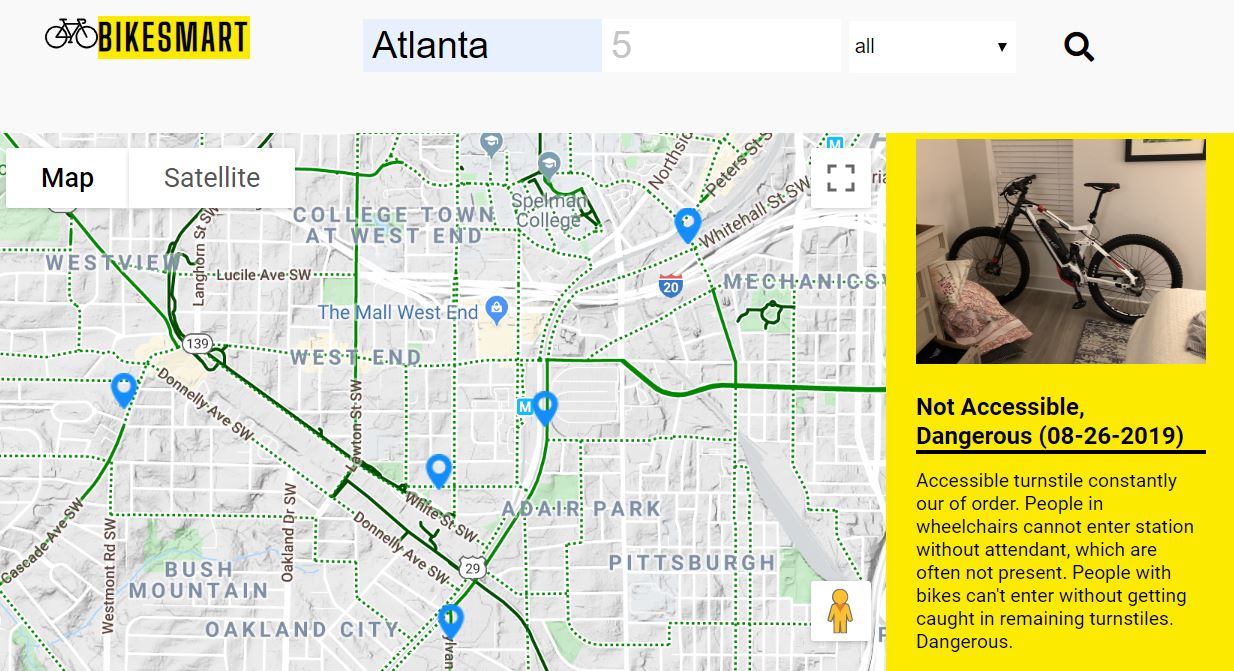 BIKESMART
Atlanta
5
all
Map
Satellite
Northsid
Peters St S
COLLEGE TOWN
AT WEST END
Spelman
College
Whitehall St SW
M
WESTVIEW
Langhorn St SW
Lucile Ave SW
20
MECHANICSV
The Mall West End
139
WEST END
Donnelly Ave SW
Lawton St SW
M
White St SW
ADAIR PARK
Oakland Dr SW
Donnelly Ave SW
Cascade Ave SW
Westmont Rd SW
29
PITTSBURGH
BUSH
MOUNTAIN
OAKLAND CITY
Not Accessible,
Dangerous (08-26-2019)
Accessible turnstile constantly
our of order. People in
wheelchairs cannot enter station
without attendant, which are
often not present. People with
bikes can't enter without getting
caught in remaining turnstiles.
Dangerous.